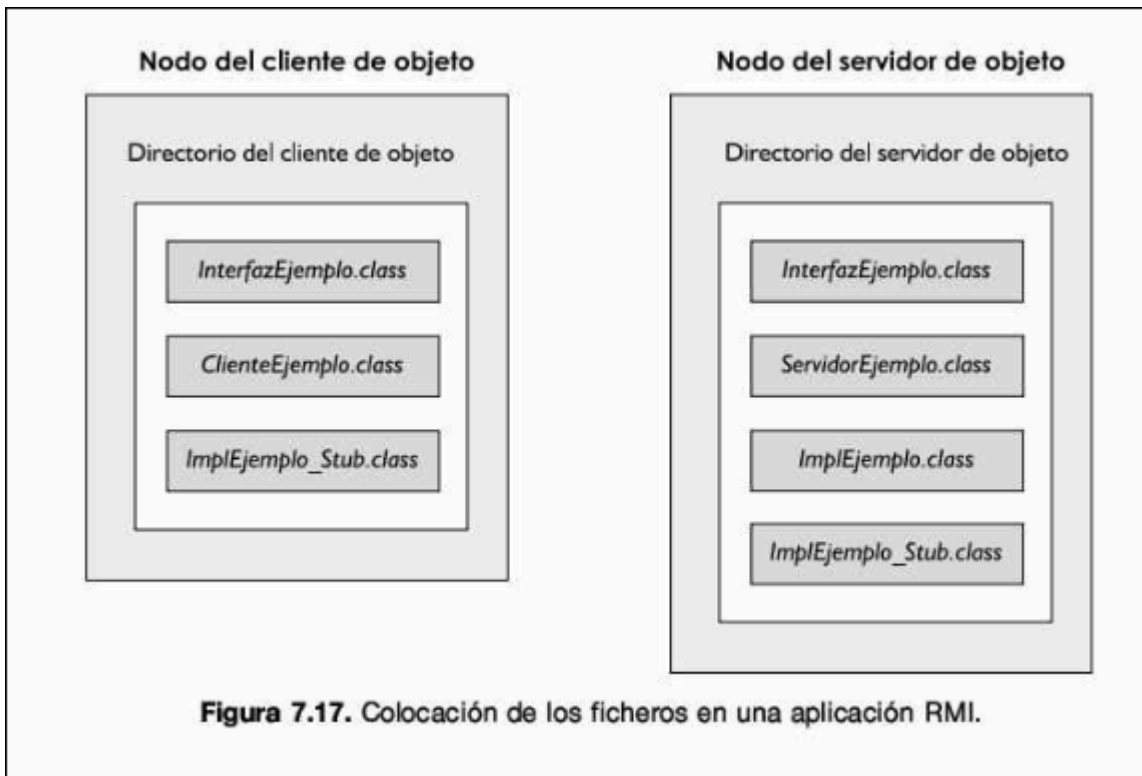 Nodo del cliente de objeto
Directorio del cliente de objeto
InterfazEjemplo.class
ClienteEjemplo.class
ImplEjemplo_Stub.class
Nodo del servidor de objeto
Directorio del servidor de objeto
InterfazEjemplo.class
ServidorEjemplo.class
ImplEjemplo.class
ImplEjemplo_Stub.class
Figura 7.17. Colocación de los ficheros en una aplicación RMI.